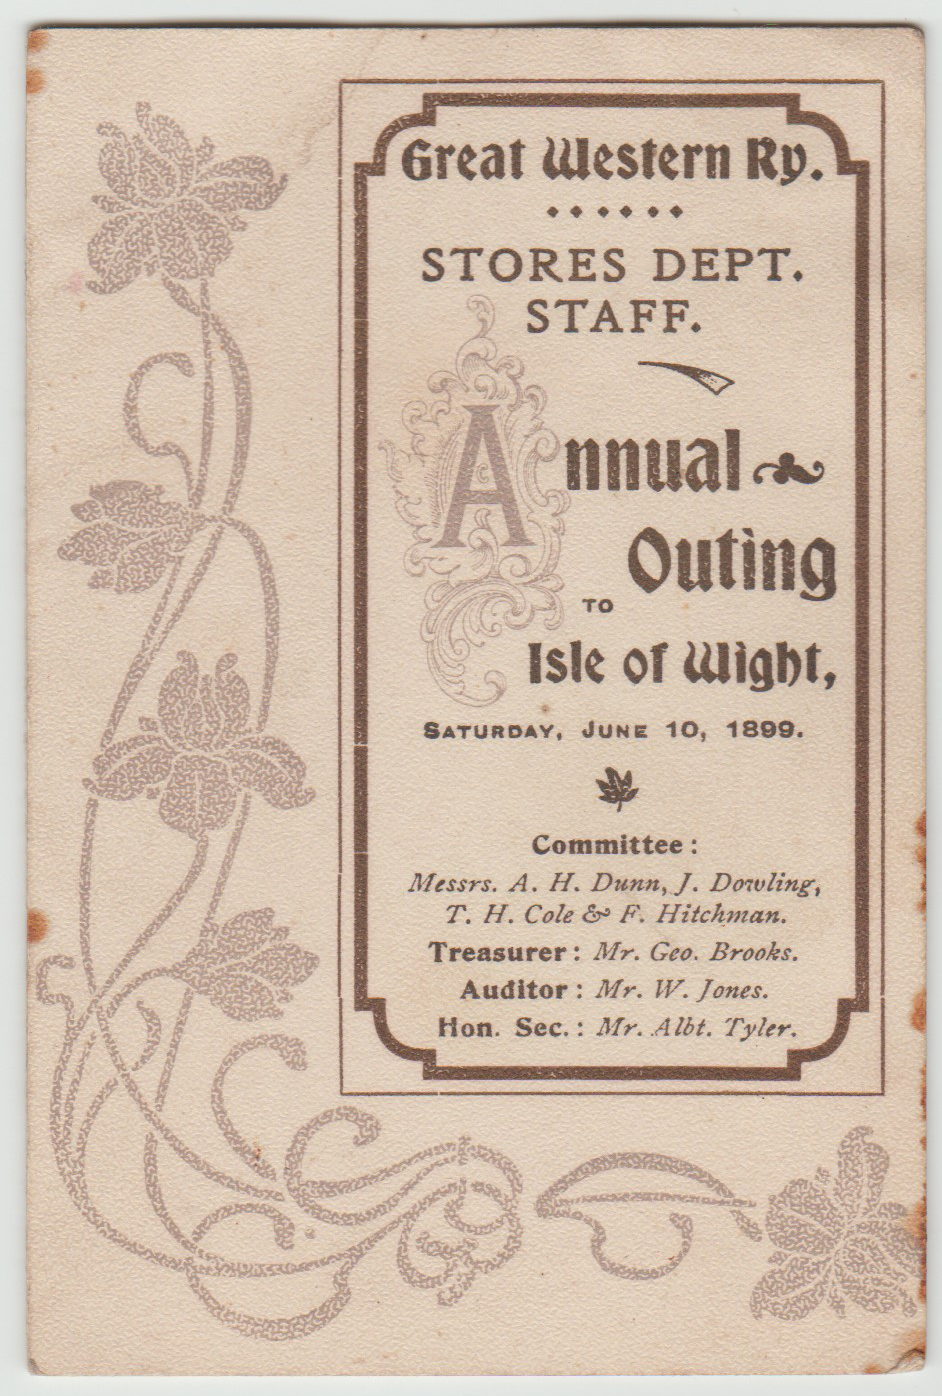 Great Western Ry.
STORES DEPT.
STAFF.
Annual
Outing
TO
Isle of Wight,
SATURDAY, JUNE 10, 1899.
Committee:
Messrs. A. H. Dunn, J. Dowling,
T. H. Cole & F. Hitchman.
Treasurer: Mr. Geo. Brooks.
Auditor: Mr. W. Jones.
Hon. Sec.: Mr. Albt. Tyler.